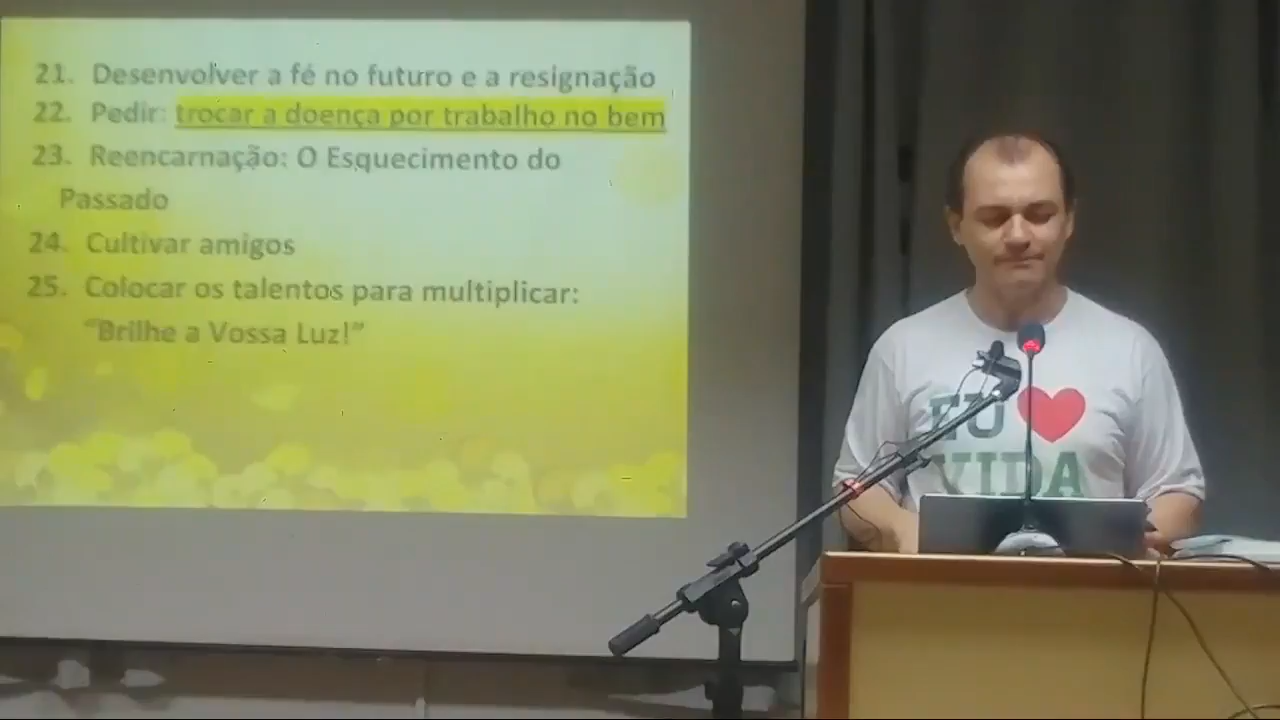 21. Desenvolver a fé no futuro e a resignação
22. Pedir: trocar a doença por trabalho no bem
23. Reencarnação: O Esquecimento do
Passado
24. Cultivar amigos
25. Colocar os talentos para multiplicar:
“Brilhe a Vossa Luz!”
EU
VIDA